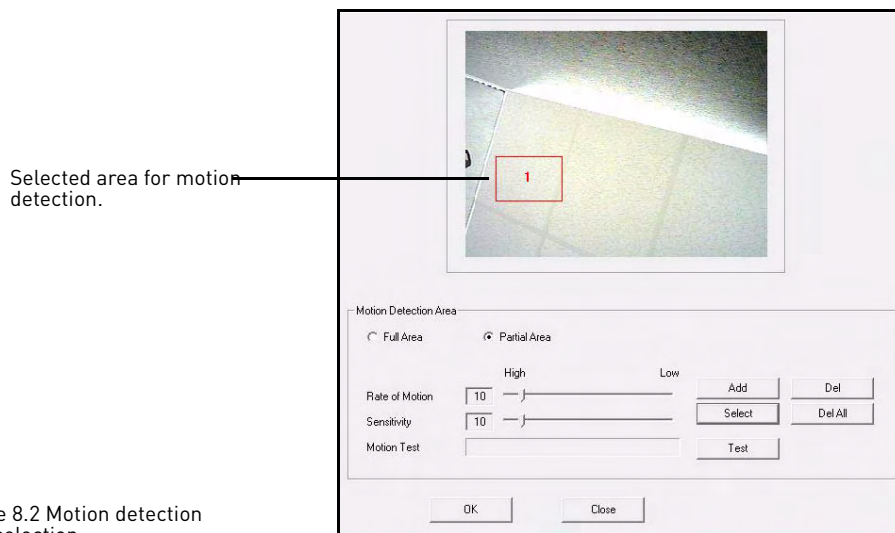 1
Selected area for motion
detection.
Motion Detection Area
Full Area
Partial Area
High
Low
Rate of Motion
10
Add
Del
Sensitivity
10
Select
Del All
Motion Test
Test
OK
Close
8.2 Motion detection